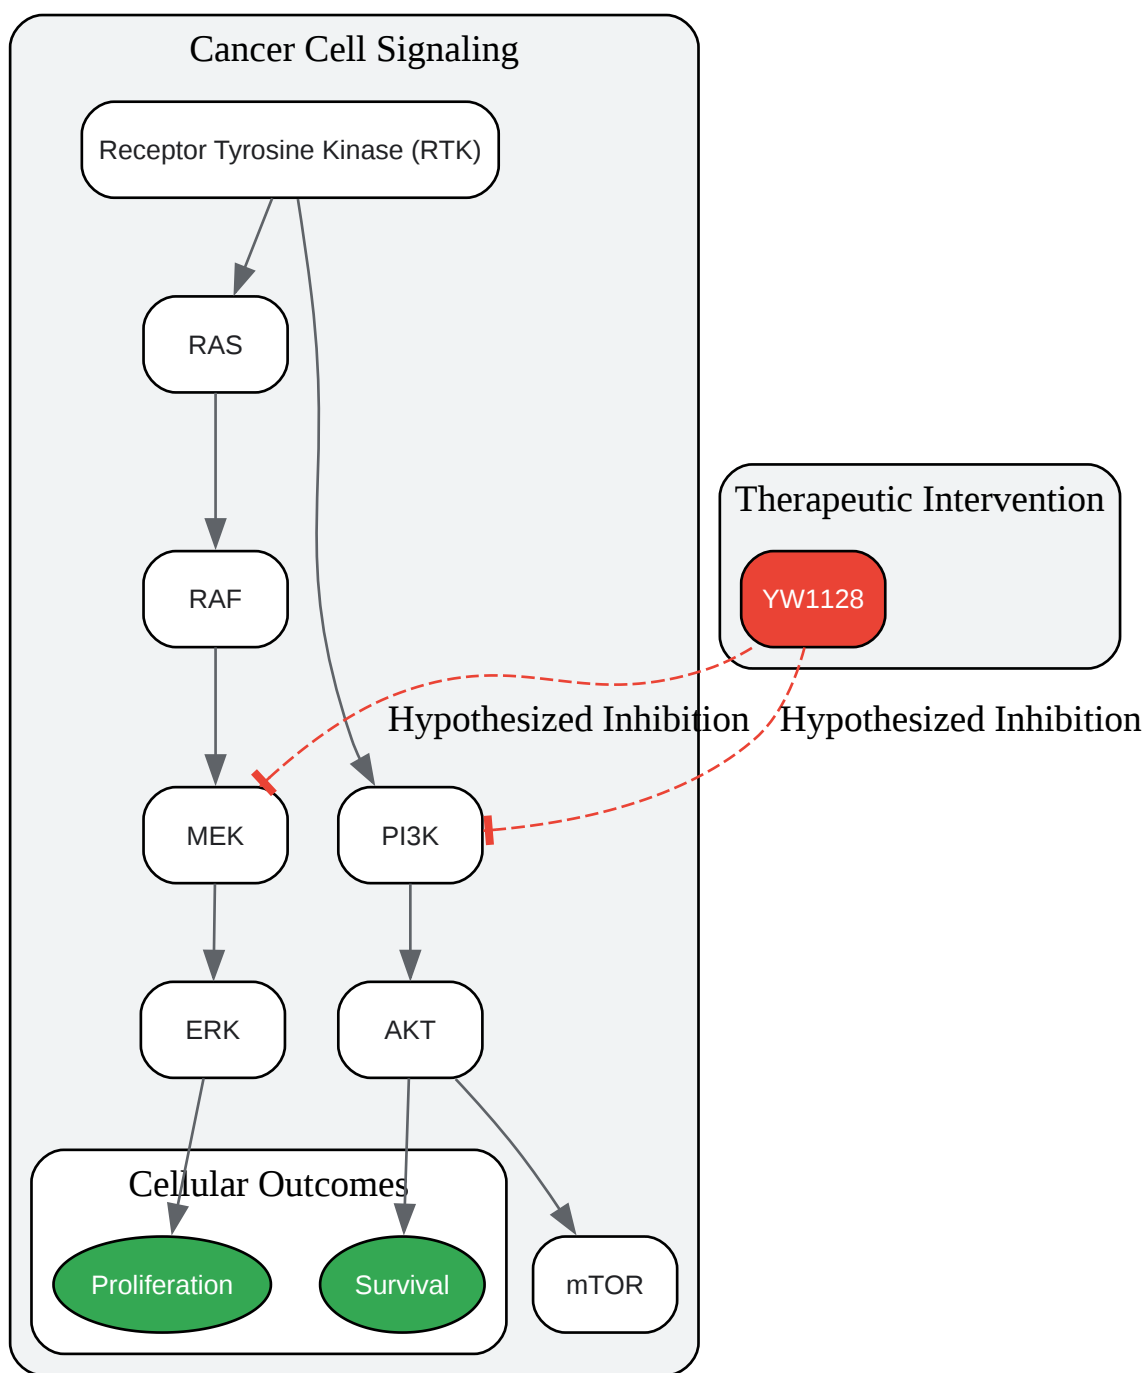 Cancer Cell Signaling
Receptor Tyrosine Kinase (RTK)
RAS
Therapeutic Intervention
RAF
YW1128
Hypothesized Inhibition
Hypothesized Inhibition
MEK
PI3K
ERK
AKT
Cellular Outcomes
Proliferation
Survival
mTOR